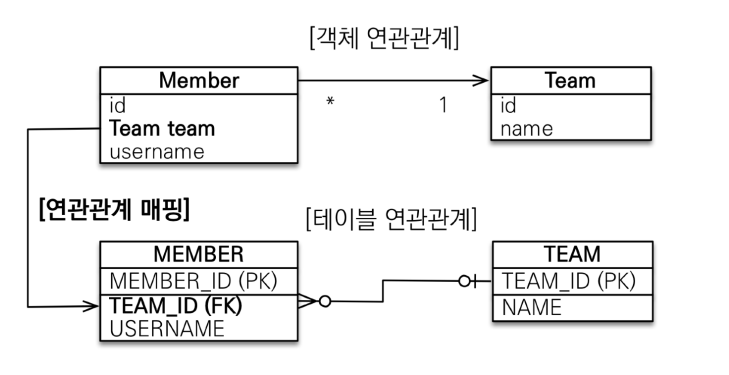 [객체 연관관계]
Member
id
Team team
username
* 1
Team
id
name
[연관관계 매핑]
[테이블 연관관계]
MEMBER
MEMBER_ID (PK)
TEAM_ID (FK)
USERNAME
TEAM
TEAM_ID (PK)
NAME